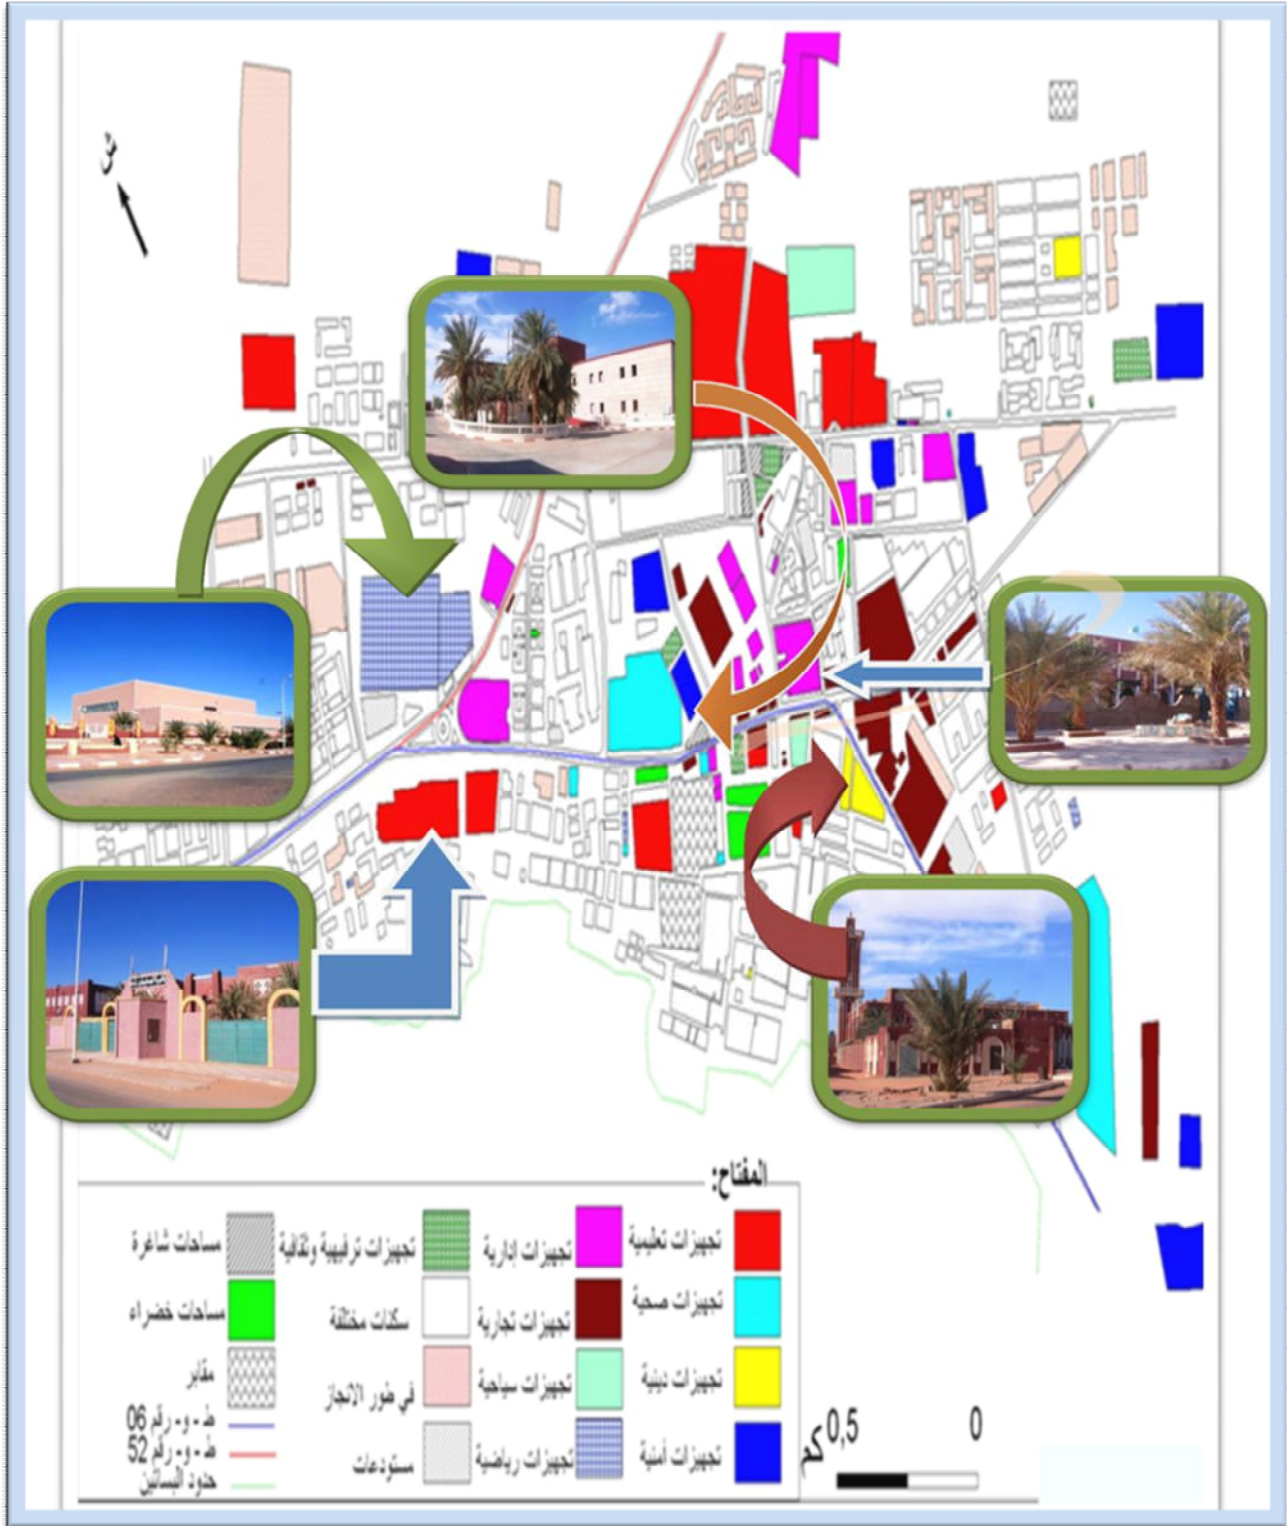 ش
المفتاح:
تجهيزات تعليمية
تجهيزات إدارية
تجهيزات ترفيهية وثقافية
مساحات شاغرة
تجهيزات صحية
تجهيزات تجارية
سكنات مختلفة
مساحات خضراء
تجهيزات دينية
تجهيزات سياحية
في طور الانجاز
مقابر
تجهيزات أمنية
تجهيزات رياضية
مستودعات
ط - و - رقم 06
ط - و - رقم 52
حدود البساتين
0 0,5 كم